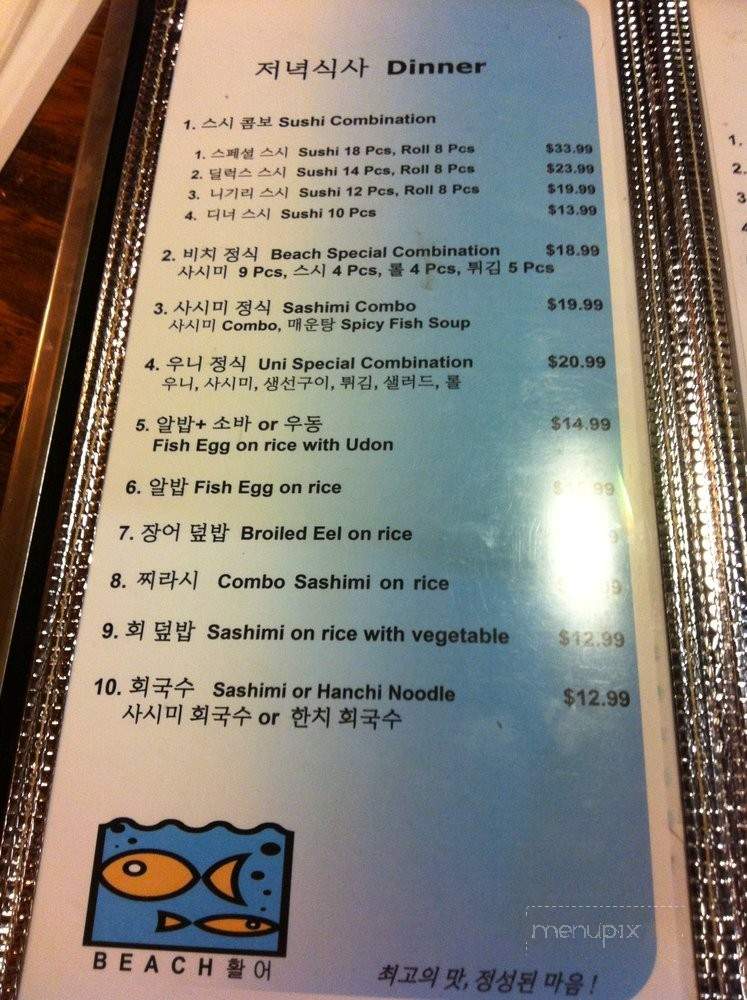 저녁식사 Dinner
1. 스시 콤보 Sushi Combination
1. 스페셜 스시 Sushi 18 Pcs, Roll 8 Pcs $33.99
2. 딜럭스 스시 Sushi 14 Pcs, Roll 8 Pcs $23.99
3. 니기리 스시 Sushi 12 Pcs, Roll 8 Pcs $19.99
4. 디너 스시 Sushi 10 Pcs $13.99
2. 비치 정식 Beach Special Combination $18.99
사시미 9 Pcs, 스시 4 Pcs, 롤 4 Pcs, 튀김 5 Pcs
3. 사시미 정식 Sashimi Combo $19.99
사시미 Combo, 매운탕 Spicy Fish Soup
4. 우니 정식 Uni Special Combination $20.99
우니, 사시미, 생선구이, 튀김, 샐러드, 롤
5. 알밥+ 소바 or 우동 $14.99
Fish Egg on rice with Udon
6. 알밥 Fish Egg on rice
7. 장어 덮밥 Broiled Eel on rice
8. 찌라시 Combo Sashimi on rice
9. 회 덮밥 Sashimi on rice with vegetable $12.99
10. 회국수 Sashimi or Hanchi Noodle $12.99
사시미 회국수 or 한치 회국수
BEACH 활어
최고의 맛, 정성된 마음!
menupix
1.
2.
3
4